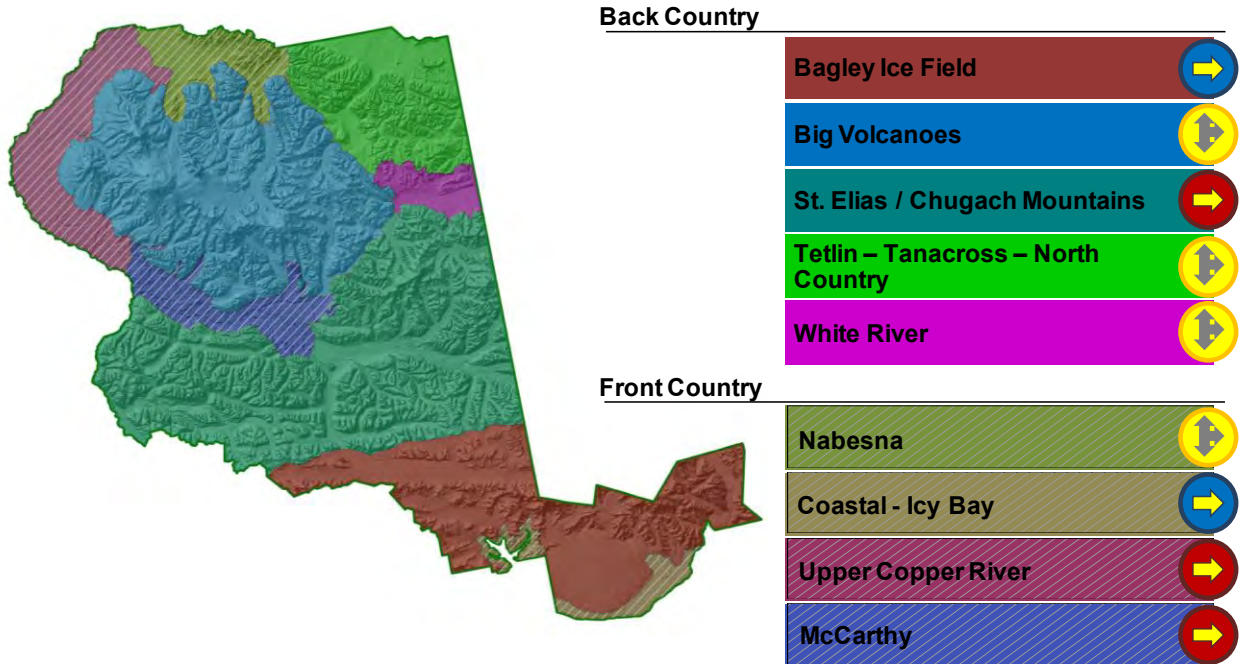 Back Country
Bagley Ice Field
Big Volcanoes
St. Elias / Chugach Mountains
Tetlin – Tanacross – North
Country
White River
Front Country
Nabesna
Coastal - Icy Bay
Upper Copper River
McCarthy